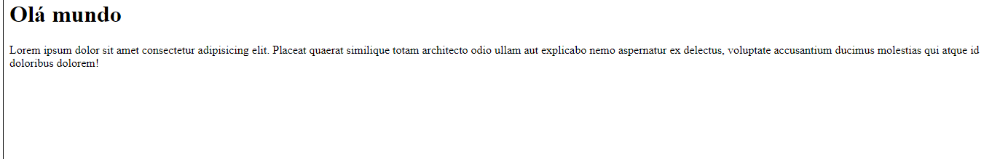 Olá mundo
Lorem ipsum dolor sit amet consectetur adipisicing elit. Placeat quaerat similique totam architecto odio ullam aut explicabo nemo aspernatur ex delectus, voluptate accusantium ducimus molestias qui atque id
doloribus dolorem!